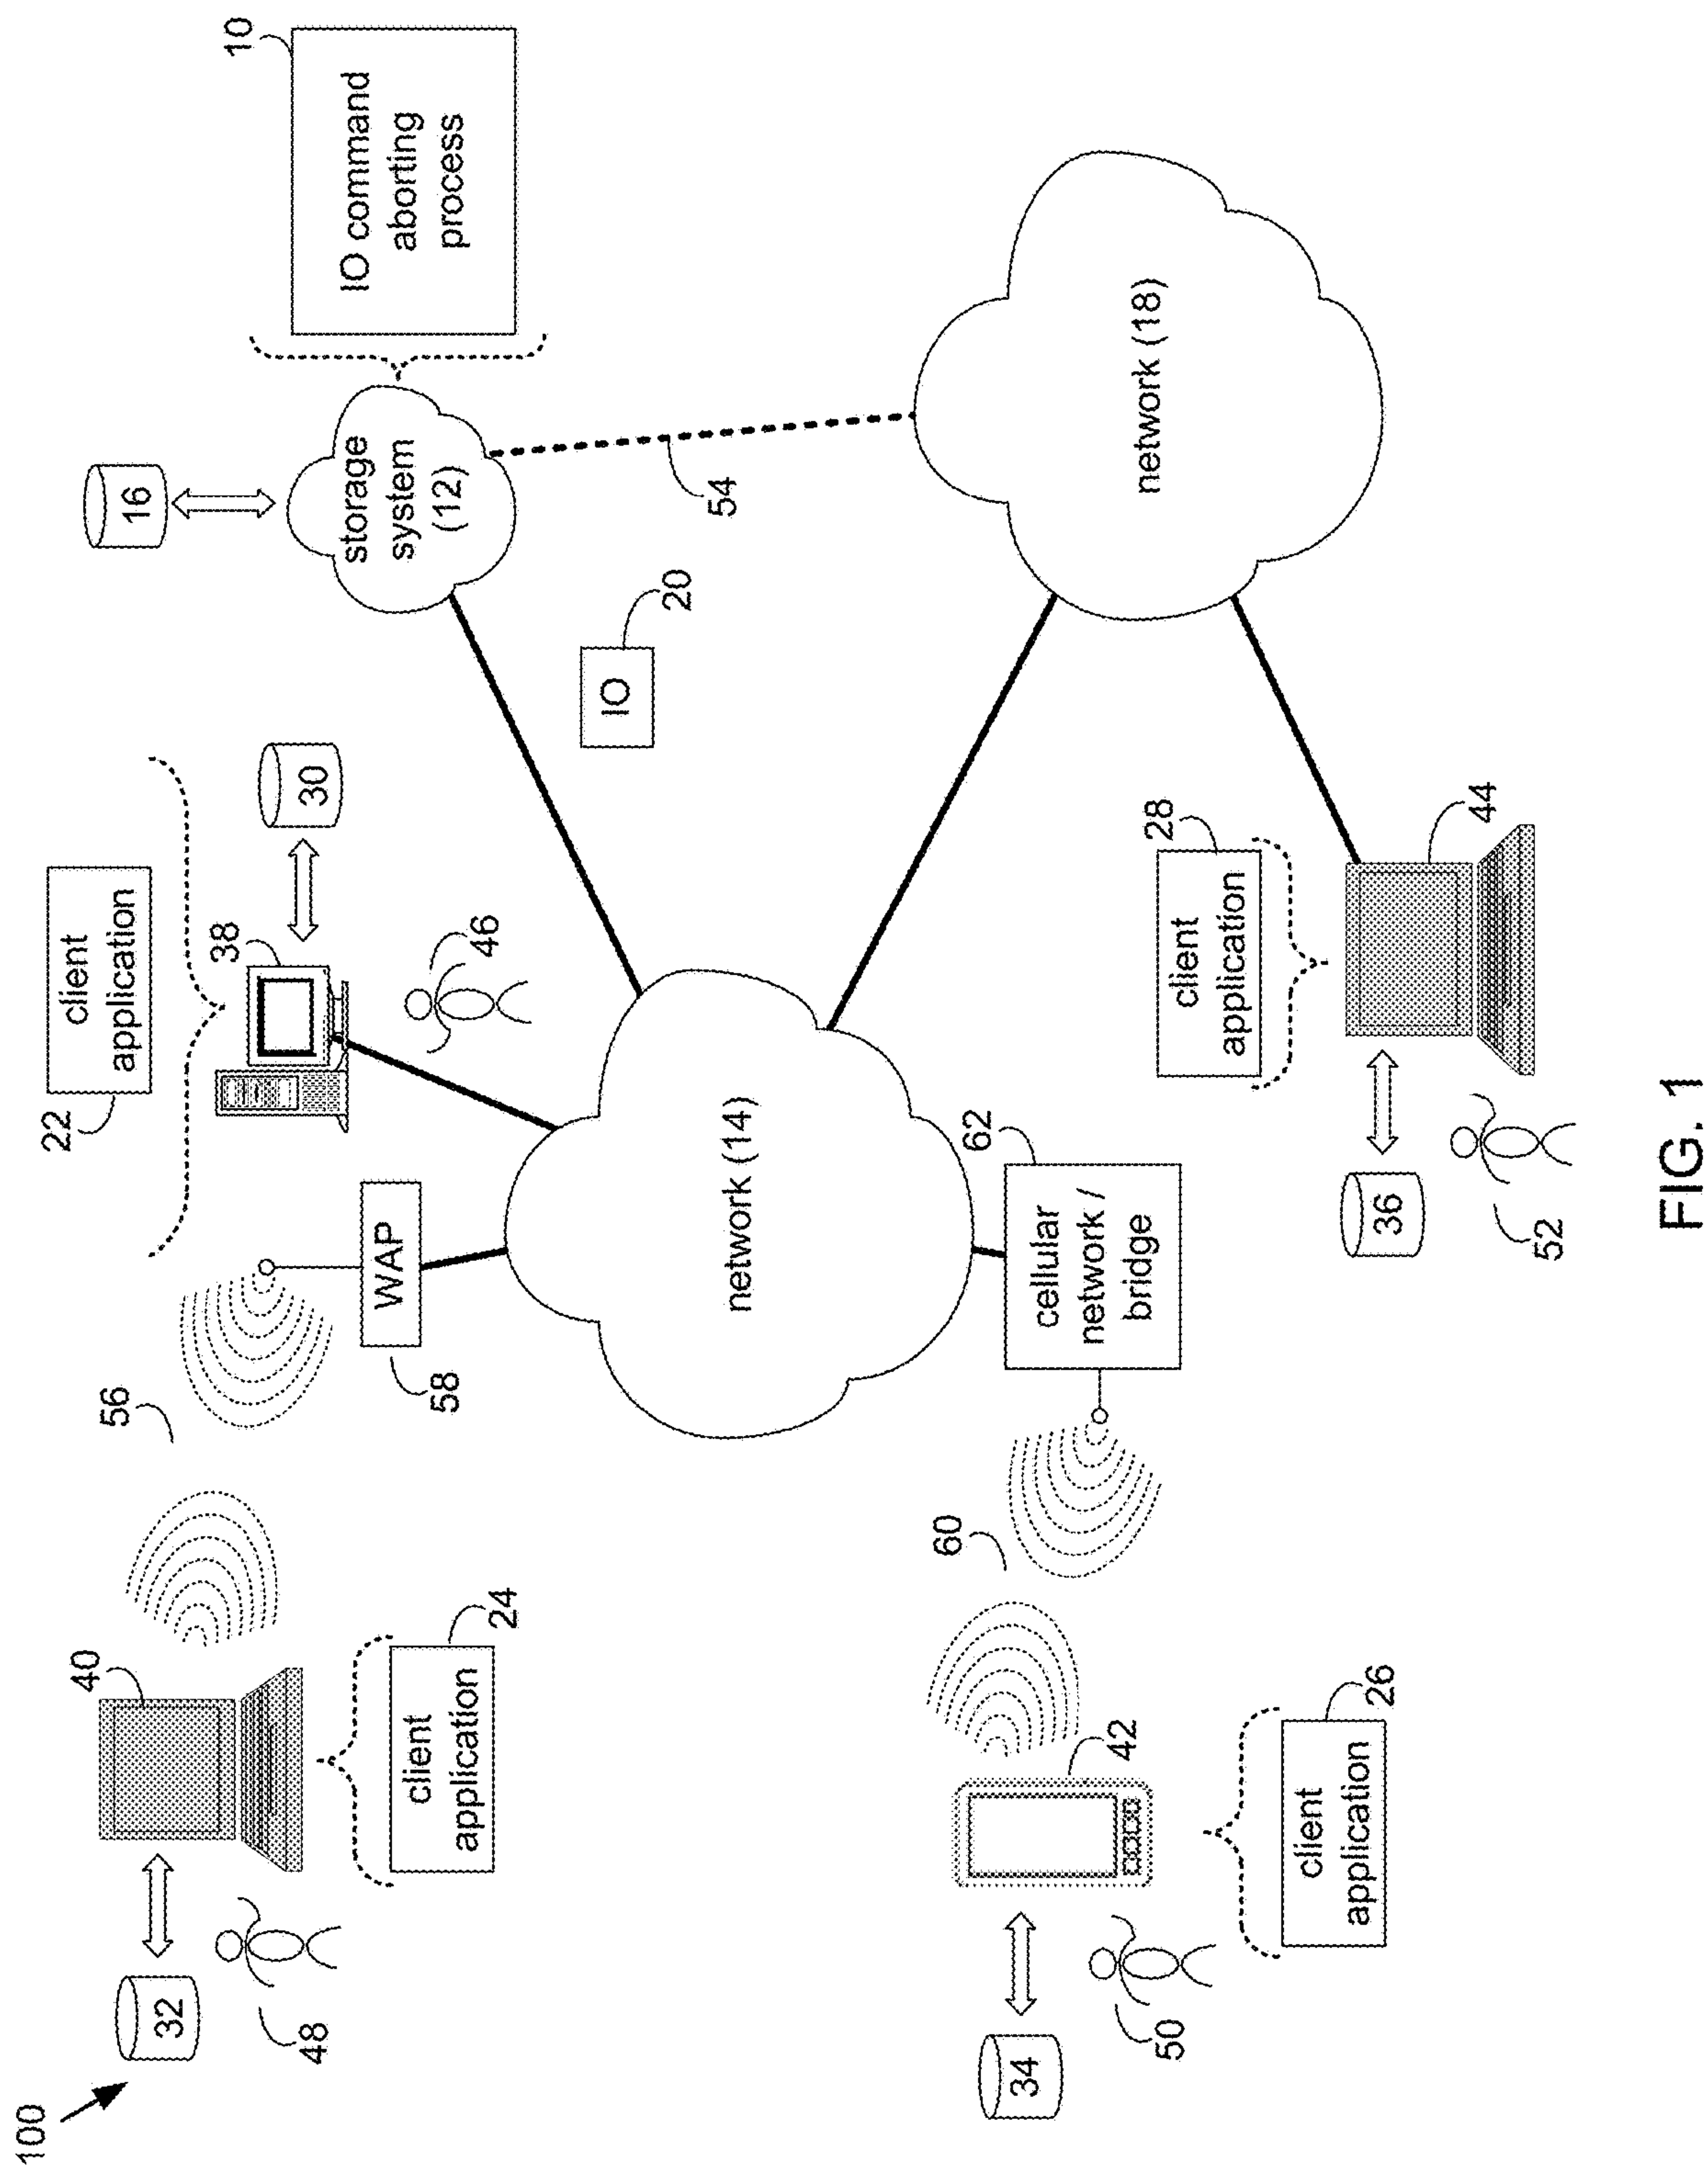 100
32
48
40
24
client
application
56
58
WAP
22
client
application
38
30
46
16
storage
system
(12)
10
IO command
aborting
process
IO
20
54
network (14)
network (18)
34
50
42
26
client
application
60
62
cellular
network /
bridge
36
52
28
client
application
44
FIG. 1